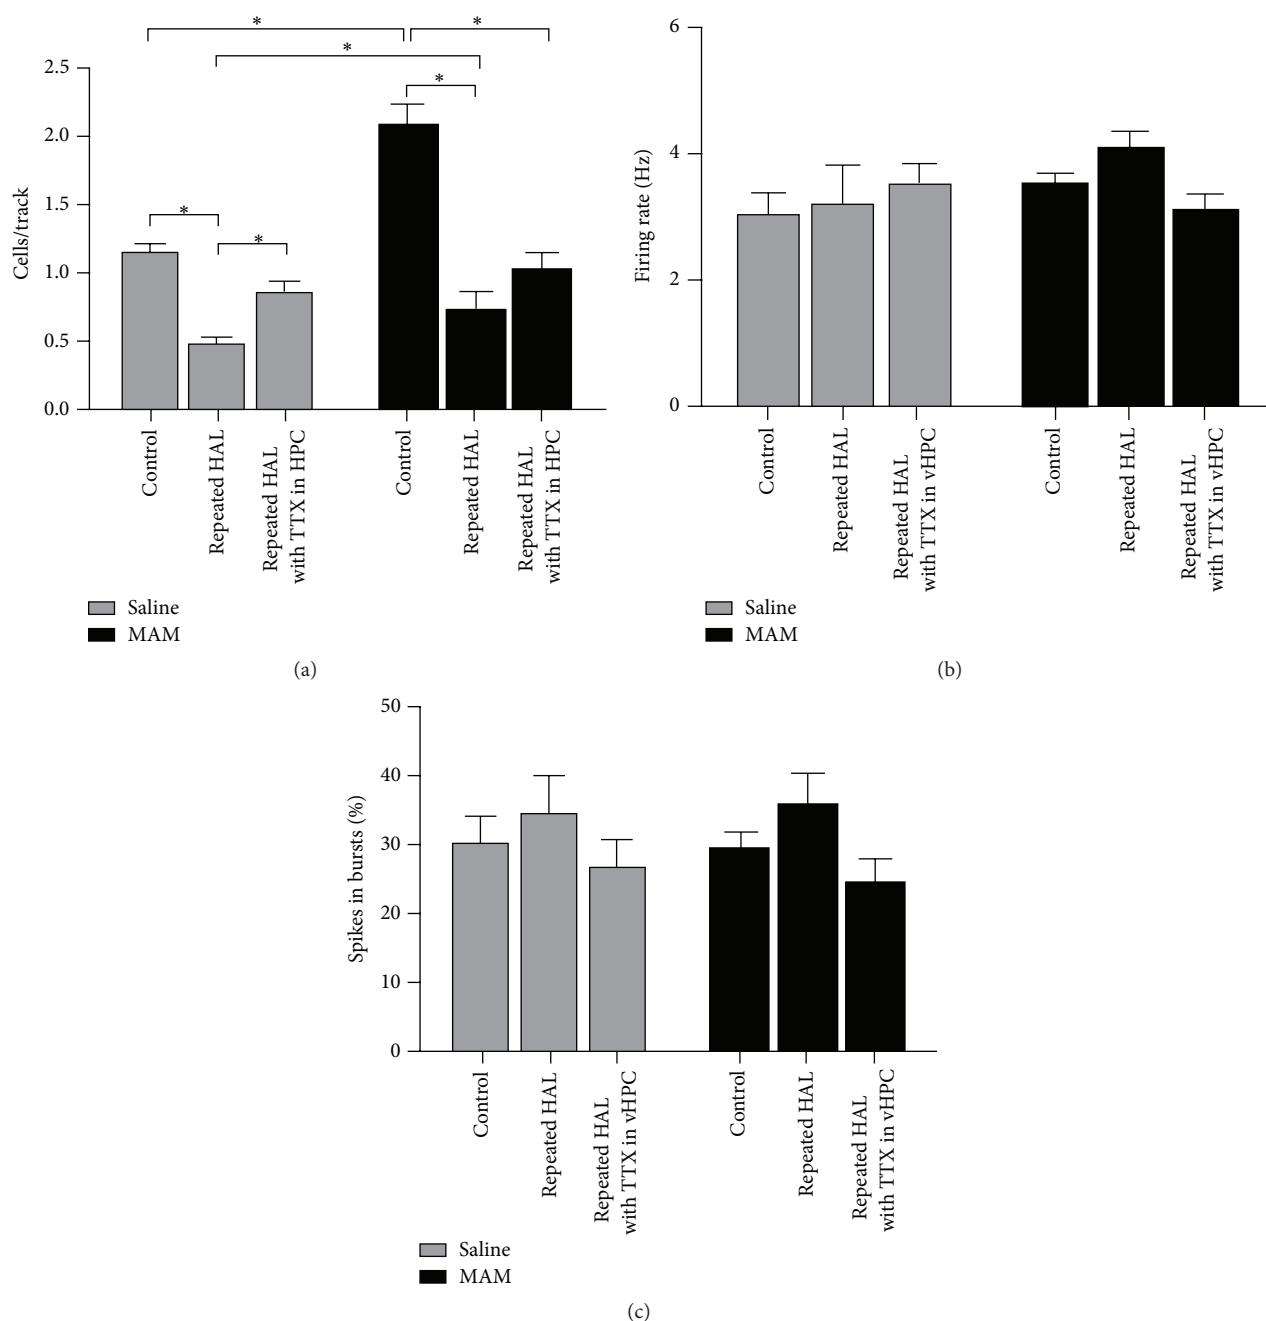 * *
*
*
*
*
2.5
2.0
1.5
1.0
0.5
0.0
Cells/track
Control
Repeated HAL
Repeated HAL
with TTX in HPC
Control
Repeated HAL
Repeated HAL
with TTX in HPC
Saline
MAM
(a)
6
4
2
0
Firing rate (Hz)
Control
Repeated HAL
Repeated HAL
with TTX in vHPC
Control
Repeated HAL
Repeated HAL
with TTX in vHPC
Saline
MAM
(b)
50
40
30
20
10
0
Spikes in bursts (%)
Control
Repeated HAL
Repeated HAL
with TTX in vHPC
Control
Repeated HAL
Repeated HAL
with TTX in vHPC
Saline
MAM
(c)